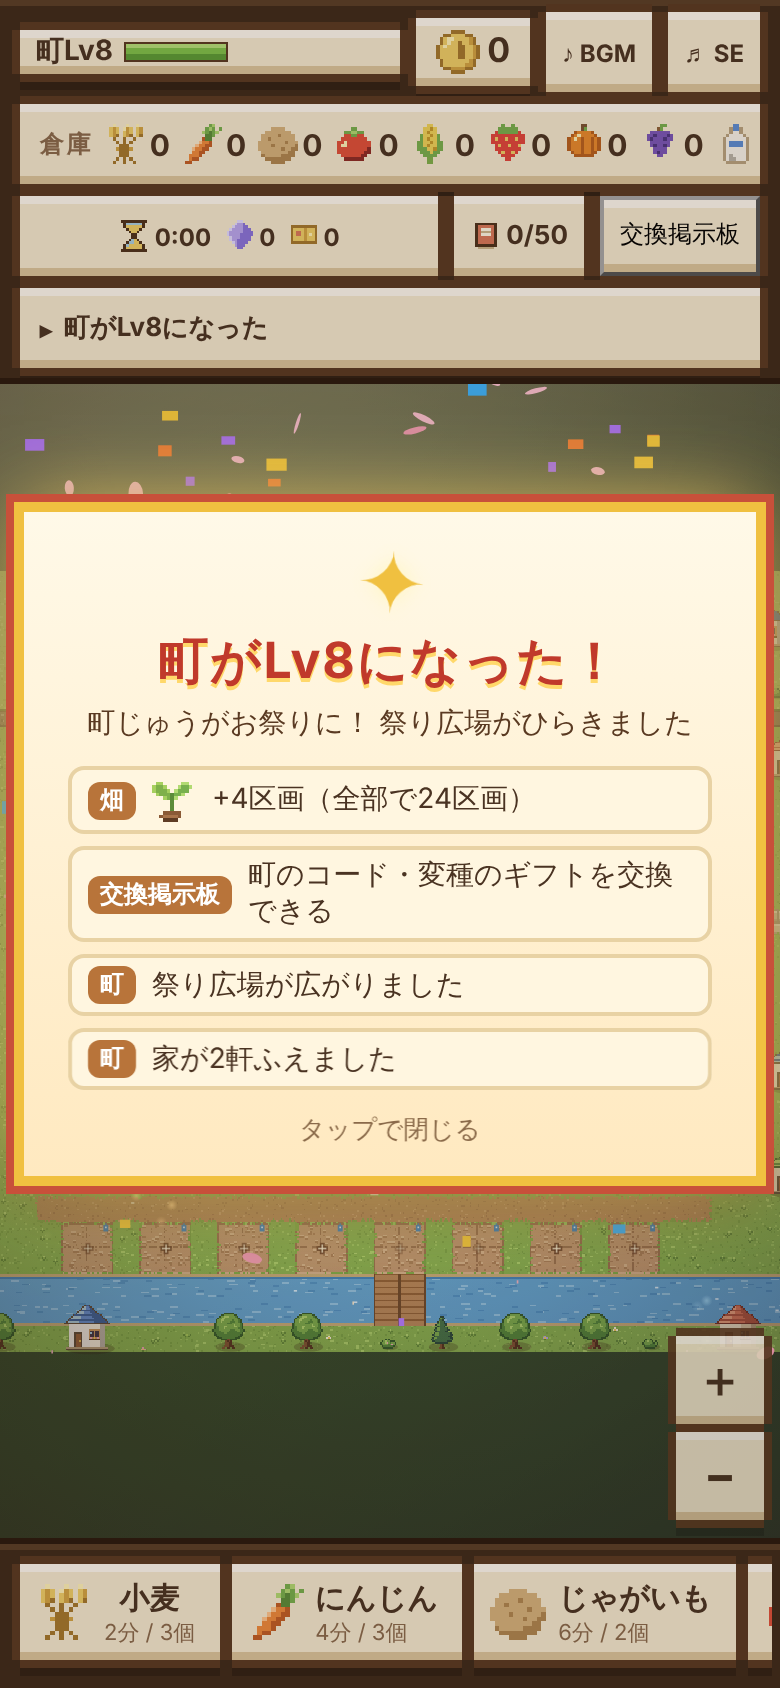 町Lv8
0
♪ BGM
♬ SE
倉庫 0 0 0 0 0 0 0 0
0:00 0 0
0/50
交換掲示板
▶ 町がLv8になった
町がLv8になった！
町じゅうがお祭りに！ 祭り広場がひらきました
畑 +4区画（全部で24区画）
交換掲示板 町のコード・変種のギフトを交換
できる
町 祭り広場が広がりました
町 家が2軒ふえました
タップで閉じる
+
−
小麦
2分 / 3個
にんじん
4分 / 3個
じゃがいも
6分 / 2個